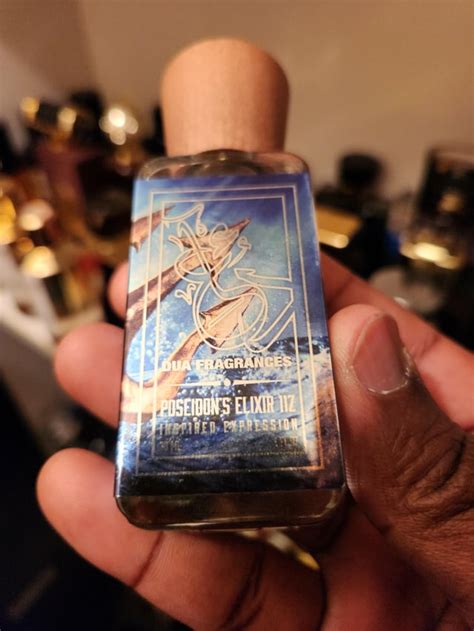 DUA FRAGRANCES
POSEIDON'S ELIXIR 112
INSPIRED EXPRESSION